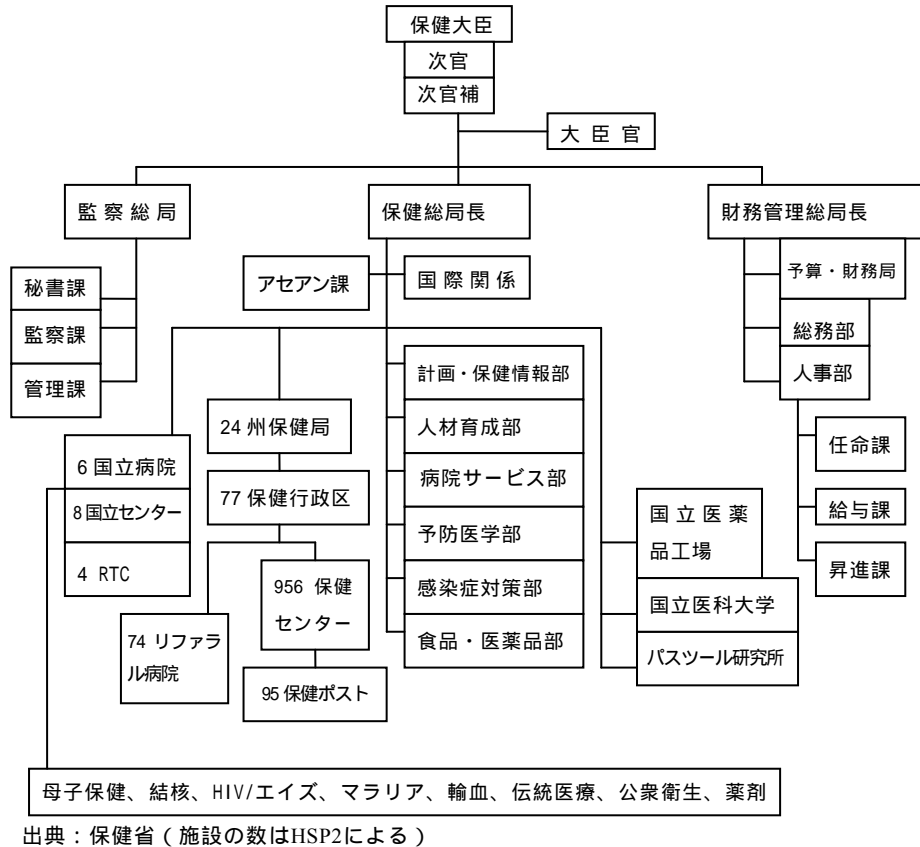 保健大臣
次官
次官補
大臣官
監察総局
保健総局長
財務管理総局長
アセアン課
国際関係
予算・財務局
秘書課
監察課
管理課
総務部
人事部
計画・保健情報部
人材育成部
病院サービス部
予防医学部
感染症対策部
食品・医薬品部
24 州保健局
77 保健行政区
6 国立病院
8 国立センター
4 RTC
任命課
給与課
昇進課
国立医薬
品工場
国立医科大学
パスツール研究所
956 保健
センター
74 リファラ
ル病院
95 保健ポスト
母子保健、結核、HIV/エイズ、マラリア、輸血、伝統医療、公衆衛生、薬剤
出典：保健省（施設の数はHSP2による）